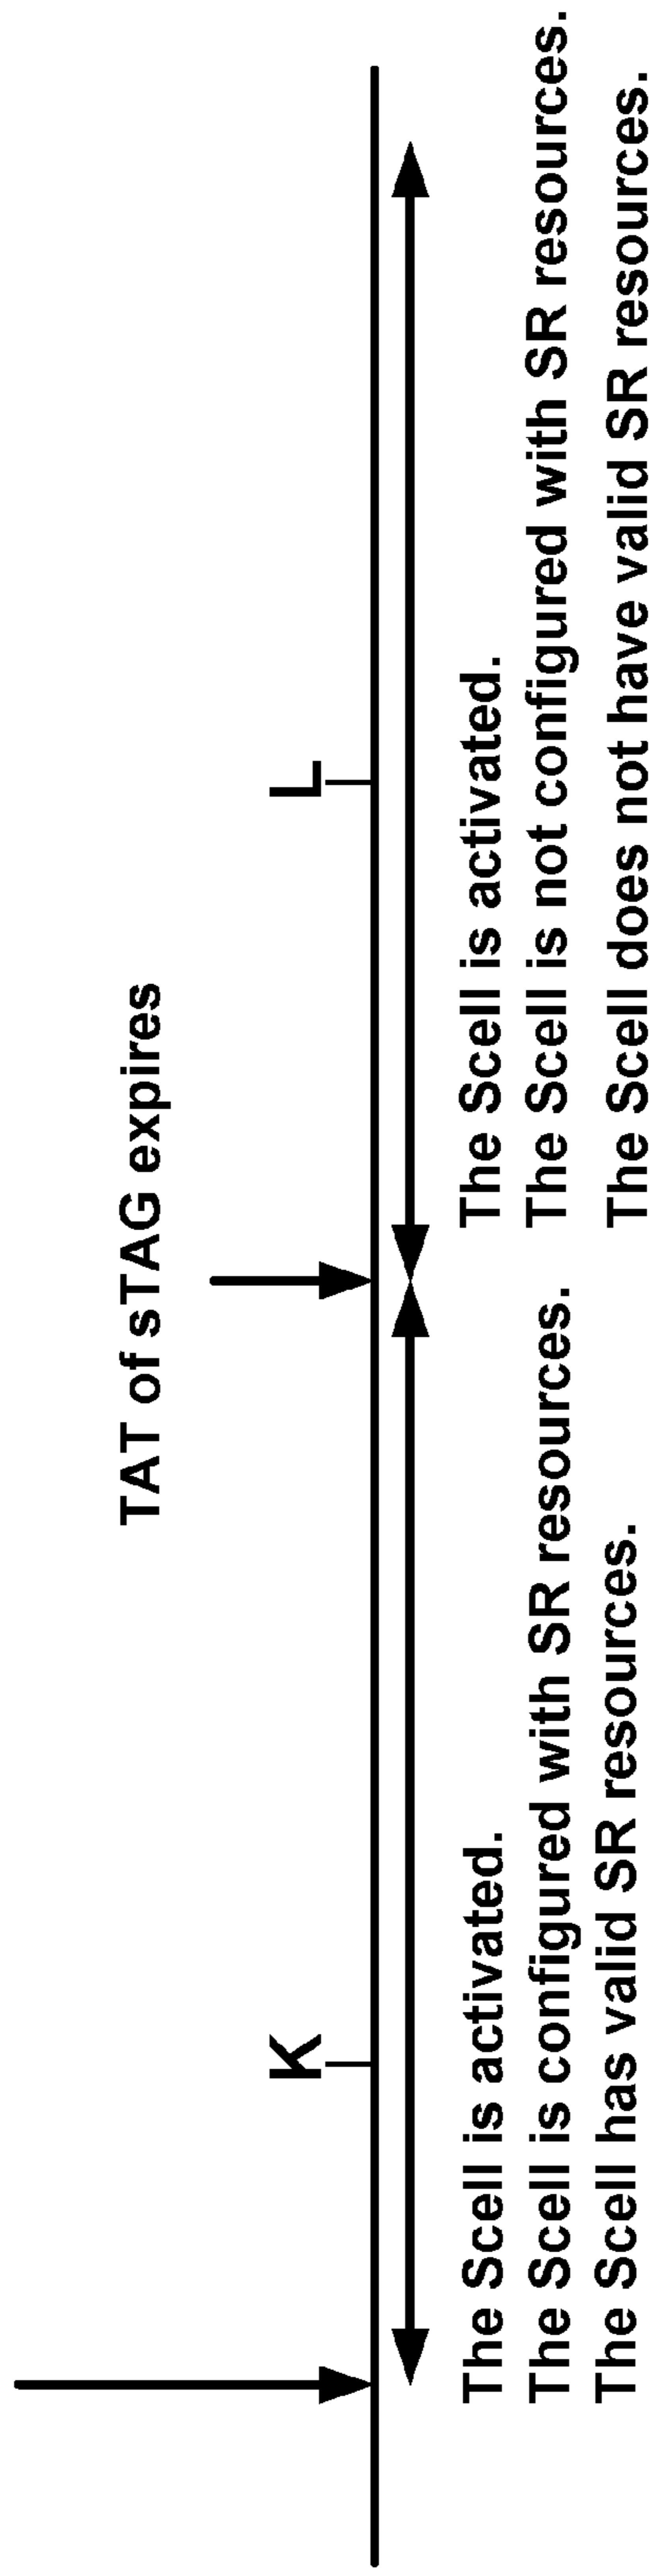 TAT of sTAG expires
K
L
The Scell is activated.
The Scell is configured with SR resources.
The Scell has valid SR resources.
The Scell is activated.
The Scell is not configured with SR resources.
The Scell does not have valid SR resources.